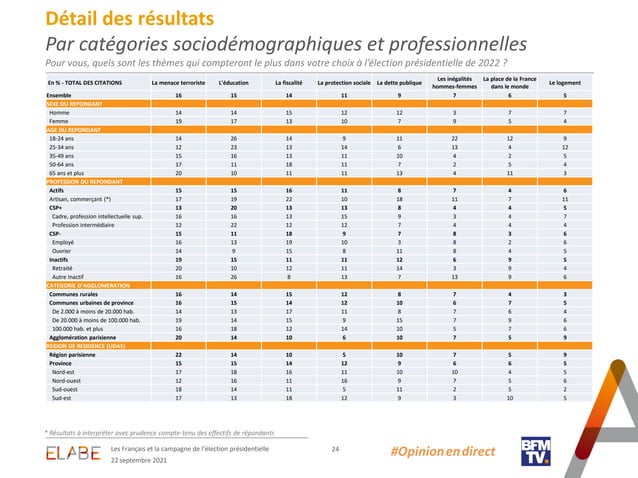 Détail des résultats
Par catégories sociodémographiques et professionnelles
Pour vous, quels sont les thèmes qui compteront le plus dans votre choix à l'élection présidentielle de 2022 ?
En % - TOTAL DES CITATIONS La menace terroriste L'éducation La fiscalité La protection sociale La dette publique Les inégalités hommes-femmes La place de la France dans le monde Le logement
Ensemble 16 15 14 11 9 7 6 5
SEXE DU REPONDANT
Homme 14 14 15 12 12 3 7 7
Femme 19 17 13 10 7 9 5 4
AGE DU REPONDANT
18-24 ans 14 26 14 9 11 22 12 9
25-34 ans 12 23 13 14 6 13 4 12
35-49 ans 15 16 13 11 10 4 2 5
50-64 ans 17 11 18 11 7 2 5 4
65 ans et plus 20 10 11 11 13 4 11 3
PROFESSION DU REPONDANT
Actifs 15 15 16 11 8 7 4 6
Artisan, commerçant (*) 17 19 22 10 18 11 7 11
CSP+ 13 20 13 13 8 4 4 5
Cadre, profession intellectuelle sup. 16 16 13 15 9 3 4 7
Profession intermédiaire 12 22 12 12 7 4 4 4
CSP- 15 11 18 9 7 8 3 6
Employé 16 13 19 10 3 8 2 6
Ouvrier 14 9 15 8 11 8 4 5
Inactifs 19 15 11 11 12 6 9 5
Retraité 20 10 12 11 14 3 9 4
Autre inactif 16 26 8 13 7 13 9 6
CATEGORIE D'AGGLOMERATION
Communes rurales 16 14 15 12 8 7 4 3
Communes urbaines de province 16 15 14 12 10 6 7 5
De 2.000 à moins de 20.000 hab. 14 13 17 11 8 7 6 4
De 20.000 à moins de 100.000 hab. 19 14 15 9 15 7 9 6
100.000 hab. et plus 16 18 12 14 10 5 7 6
Agglomération parisienne 20 14 10 6 10 7 5 9
REGION DE RESIDENCE (UDA5)
Région parisienne 22 14 10 5 10 7 5 9
Province 15 15 14 12 9 6 6 5
Nord-est 17 18 16 11 10 10 4 5
Nord-ouest 12 16 11 16 9 7 5 6
Sud-ouest 18 14 11 5 11 2 5 2
Sud-est 17 13 18 12 9 3 10 5
* Résultats à interpréter avec prudence compte-tenu des effectifs de répondants
ELABE
Les Français et la campagne de l'élection présidentielle
22 septembre 2021
24
#Opinion en direct
BFM
TV.